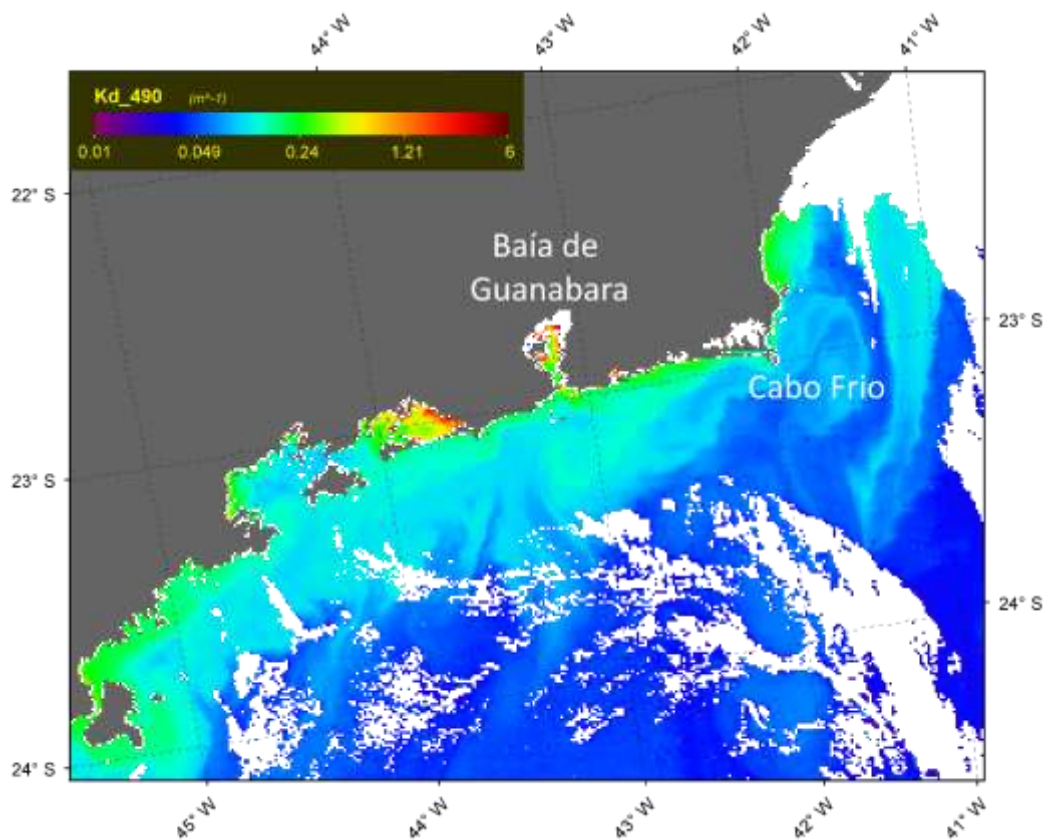 44° W 43° W 42° W 41° W
Kd_490 (m^-1)
0.01 0.049 0.24 1.21 6
22° S
Baía de
Guanabara
23° S
Cabo Frio
23° S
24° S
24° S
45° W 44° W 43° W 42° W 41° W